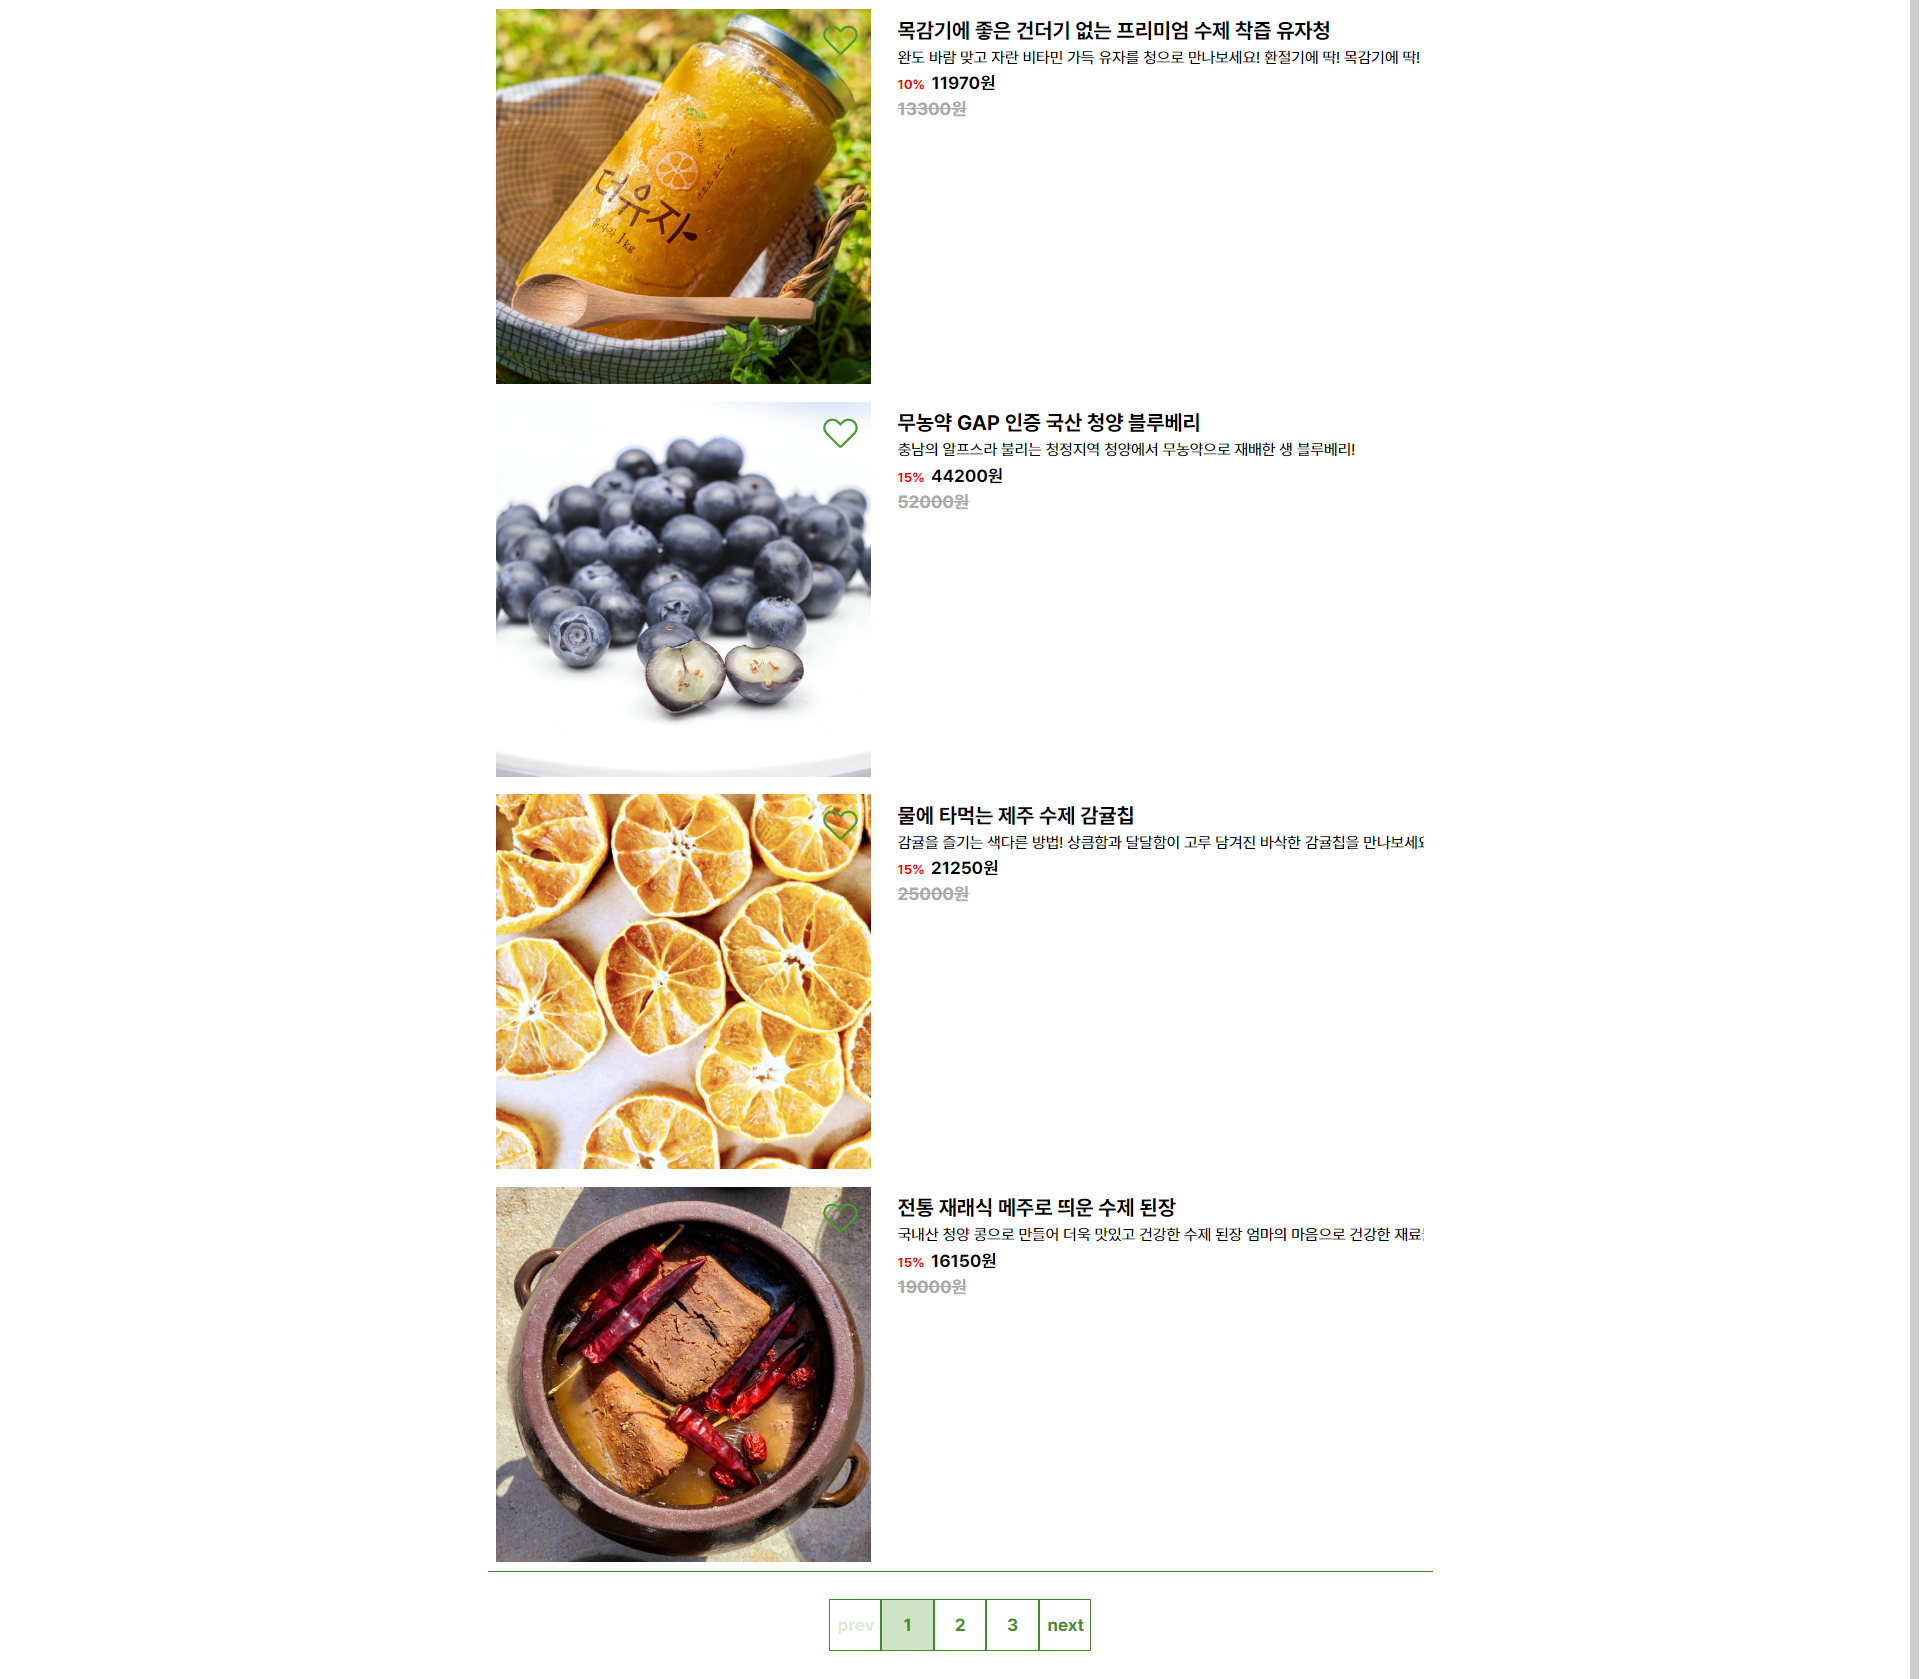 목감기에 좋은 건더기 없는 프리미엄 수제 착즙 유자청
완도 바람 맞고 자란 비타민 가득 유자를 청으로 만나보세요! 환절기에 딱! 목감기에 딱!
10% 11970원
13300원
더유자
유자차 1kg
무농약 GAP 인증 국산 청양 블루베리
충남의 알프스라 불리는 청정지역 청양에서 무농약으로 재배한 생 블루베리!
15% 44200원
52000원
물에 타먹는 제주 수제 감귤칩
감귤을 즐기는 색다른 방법! 상큼함과 달달함이 고루 담겨진 바삭한 감귤칩을 만나보세요
15% 21250원
25000원
전통 재래식 메주로 띄운 수제 된장
국내산 청양 콩으로 만들어 더욱 맛있고 건강한 수제 된장 엄마의 마음으로 건강한 재료
15% 16150원
19000원
prev 1 2 3 next